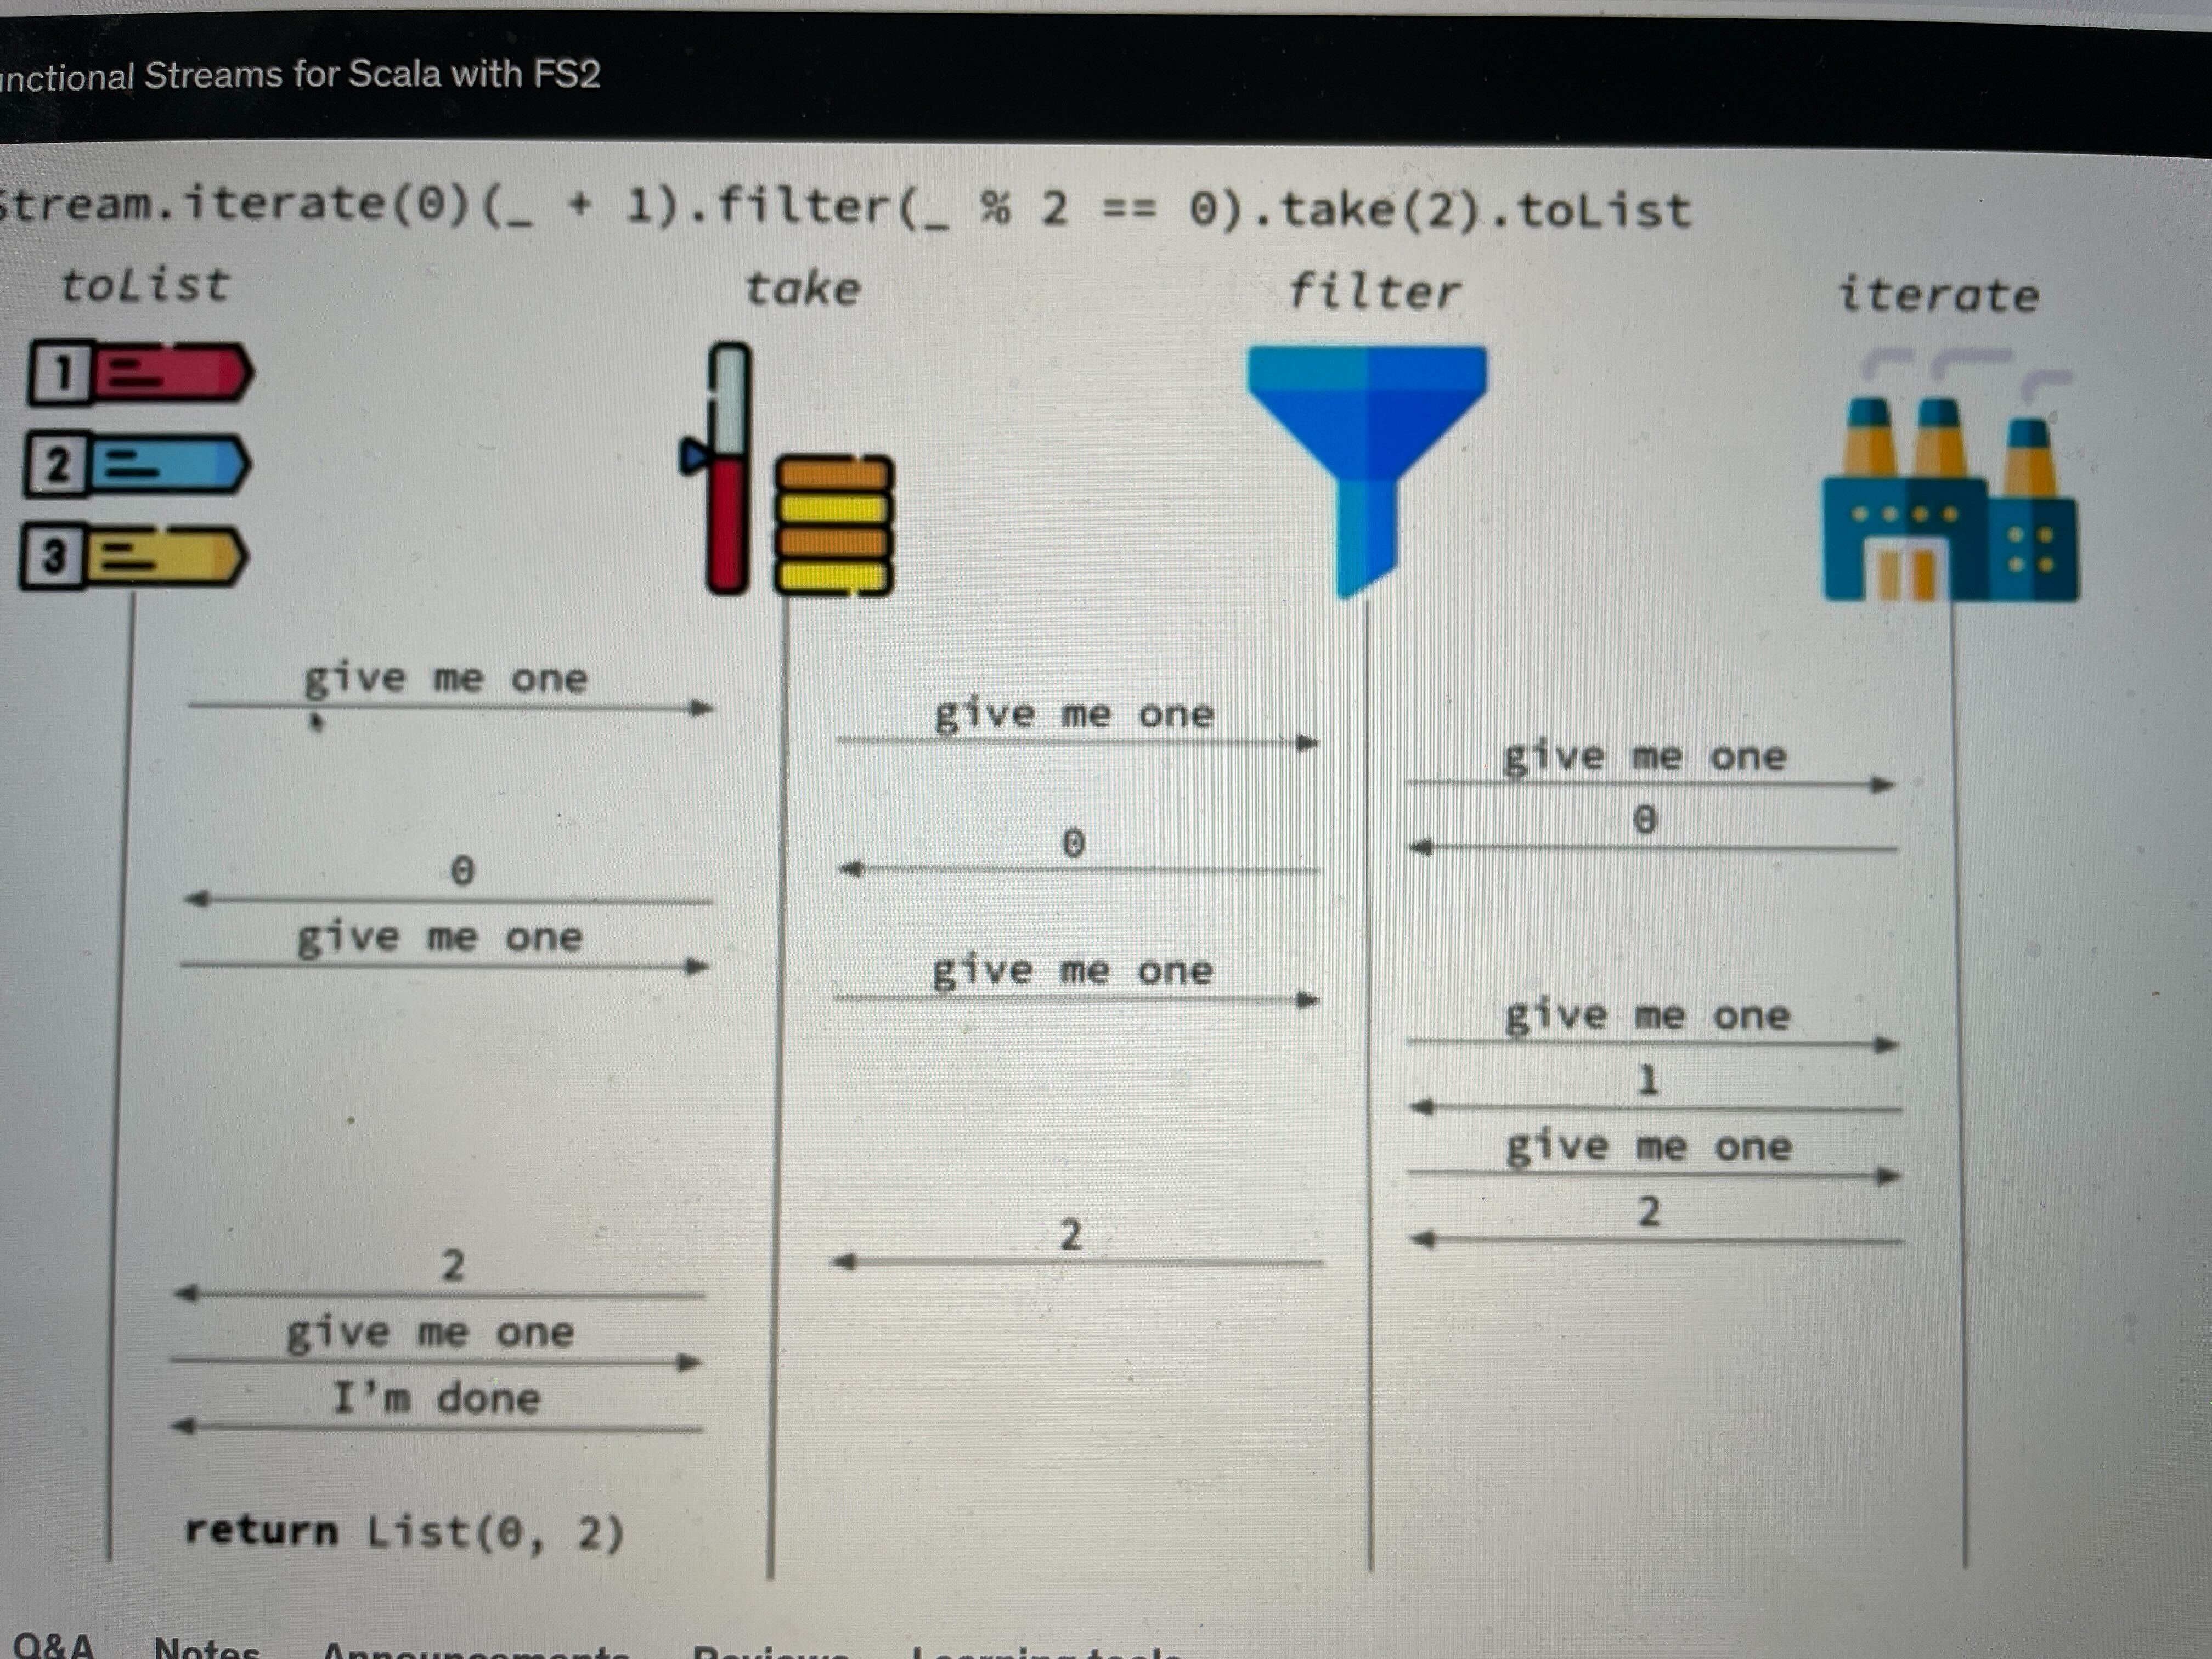 unctional Streams for Scala with FS2
Stream.iterate(0)(_ + 1).filter(_ % 2 == 0).take(2).toList
toList take filter iterate
1
2
3
give me one
give me one
give me one
0
0
0
give me one
give me one
give me one
1
give me one
2
2
2
give me one
I'm done
return List(0, 2)
Q&A Notes Announcements Reviews Learning tools